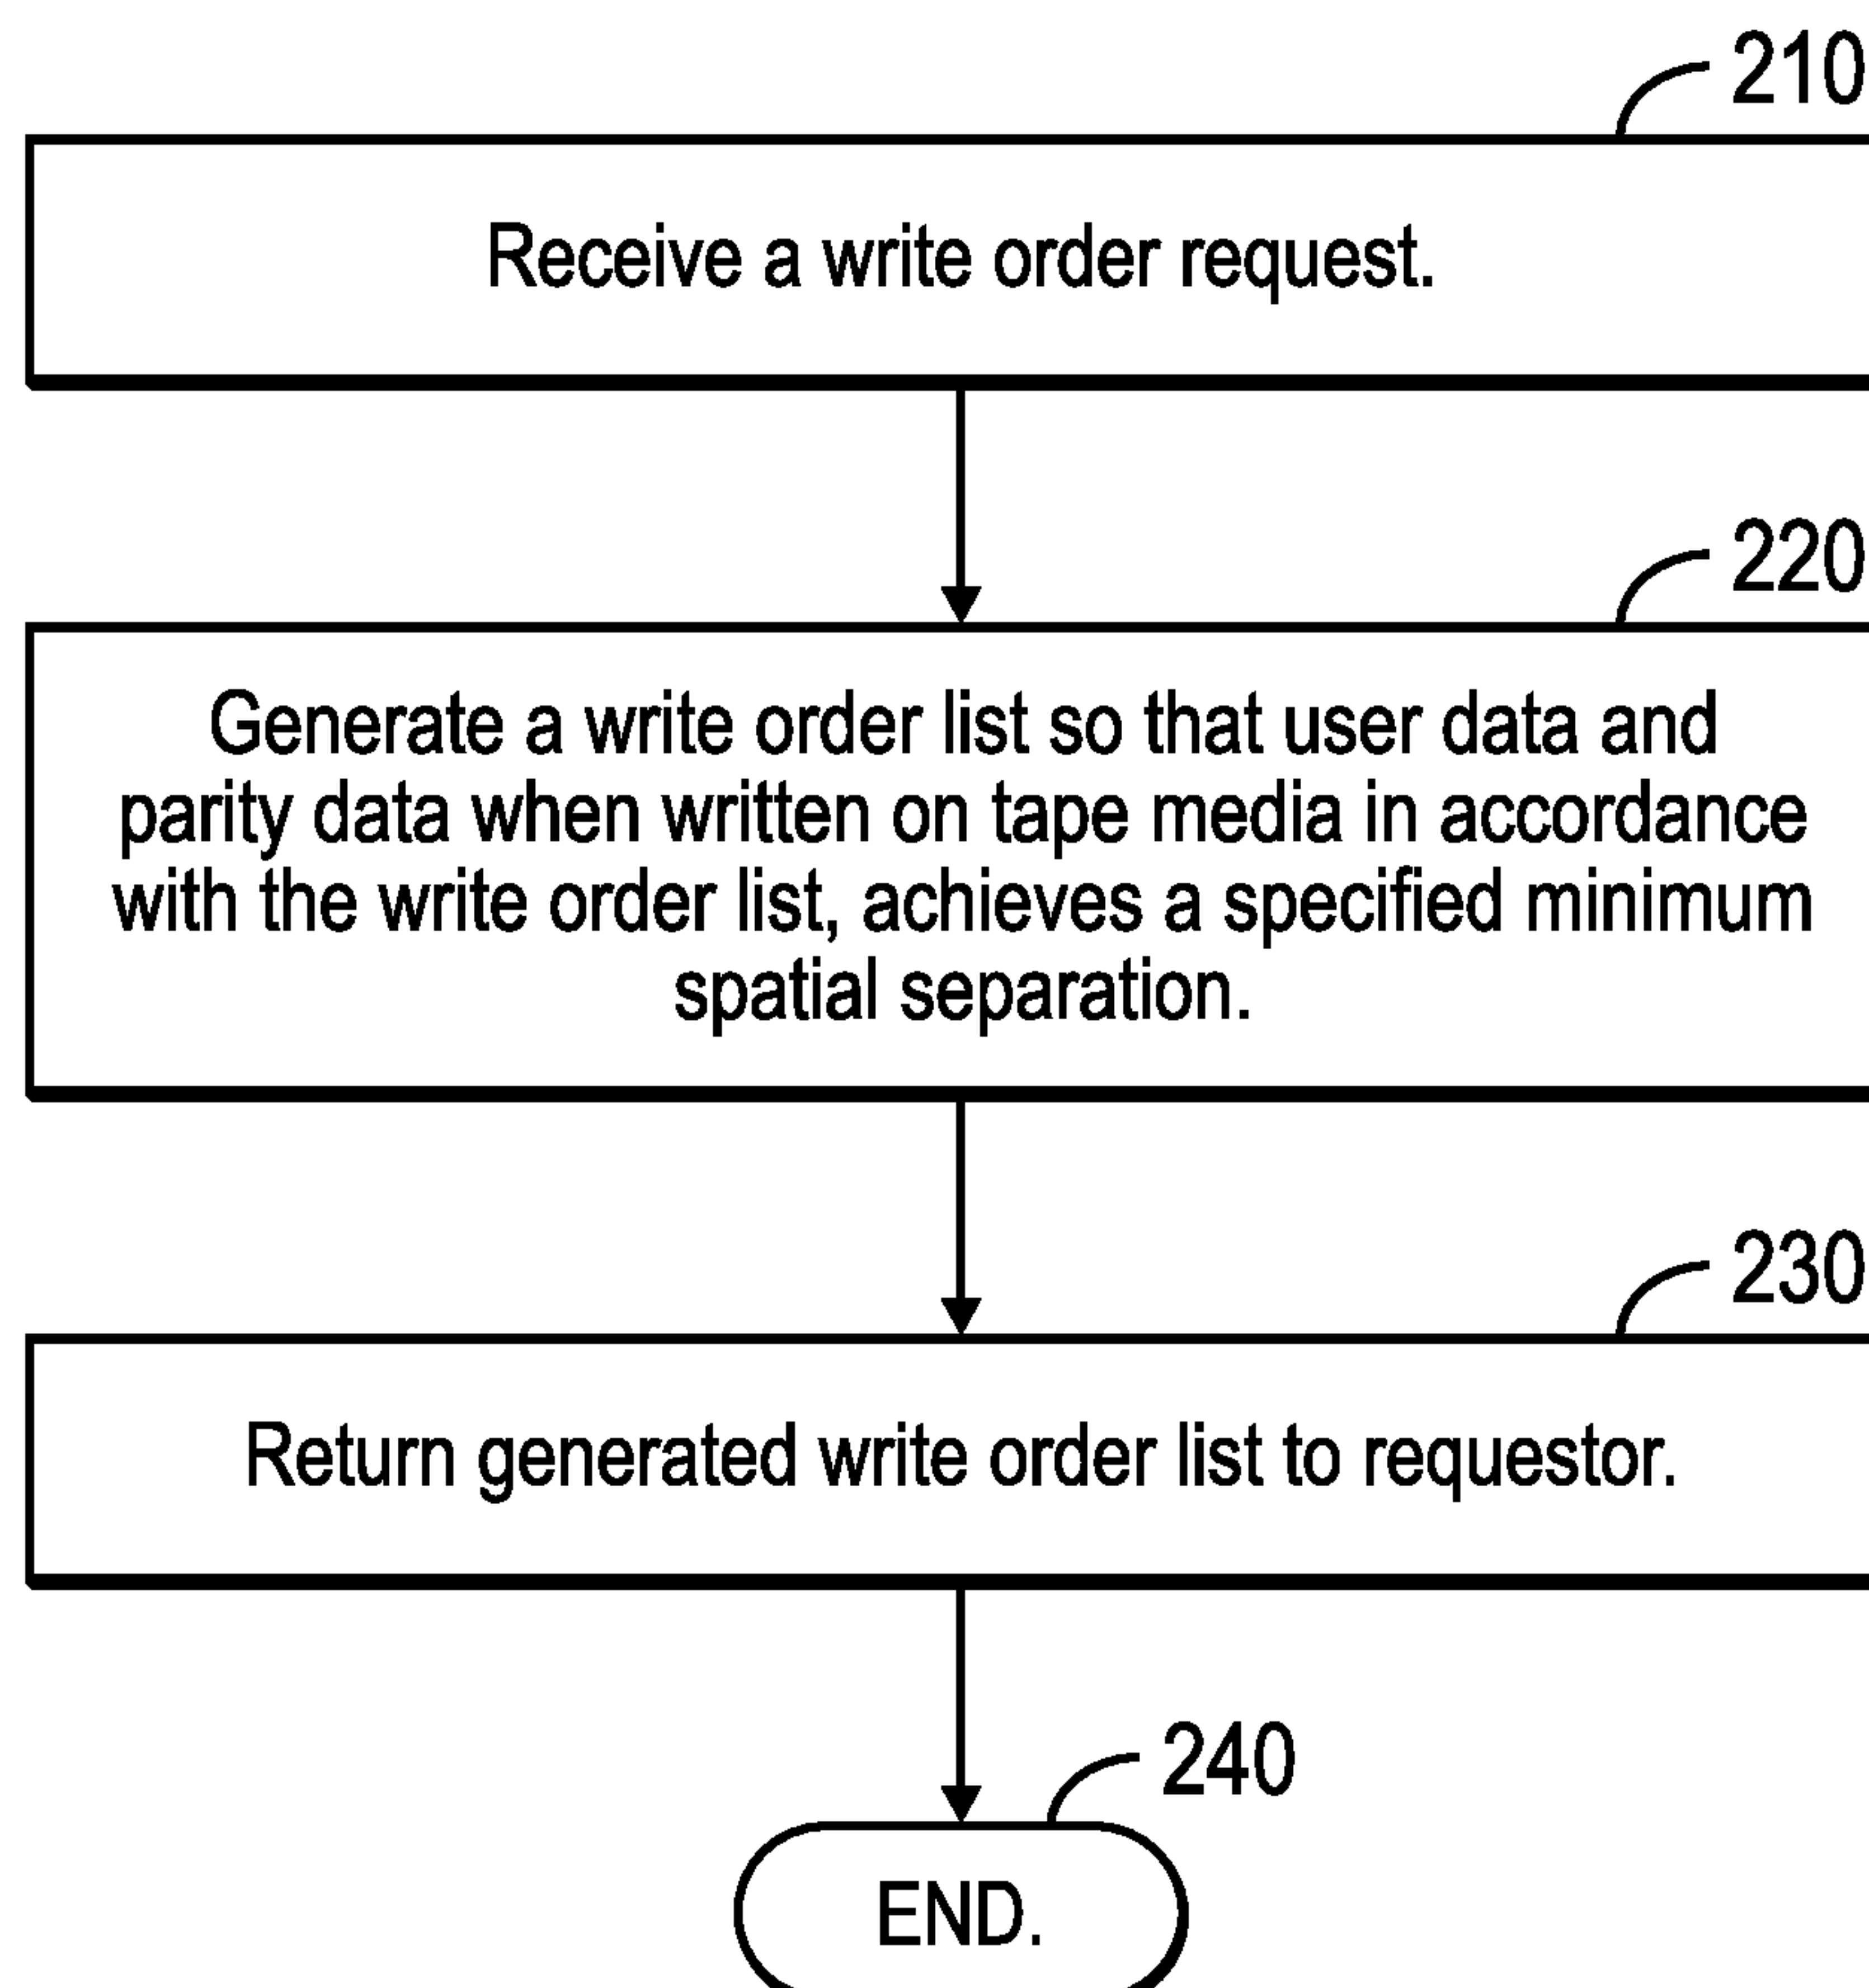 210
Receive a write order request.
220
Generate a write order list so that user data and
parity data when written on tape media in accordance
with the write order list, achieves a specified minimum
spatial separation.
230
Return generated write order list to requestor.
240
END.